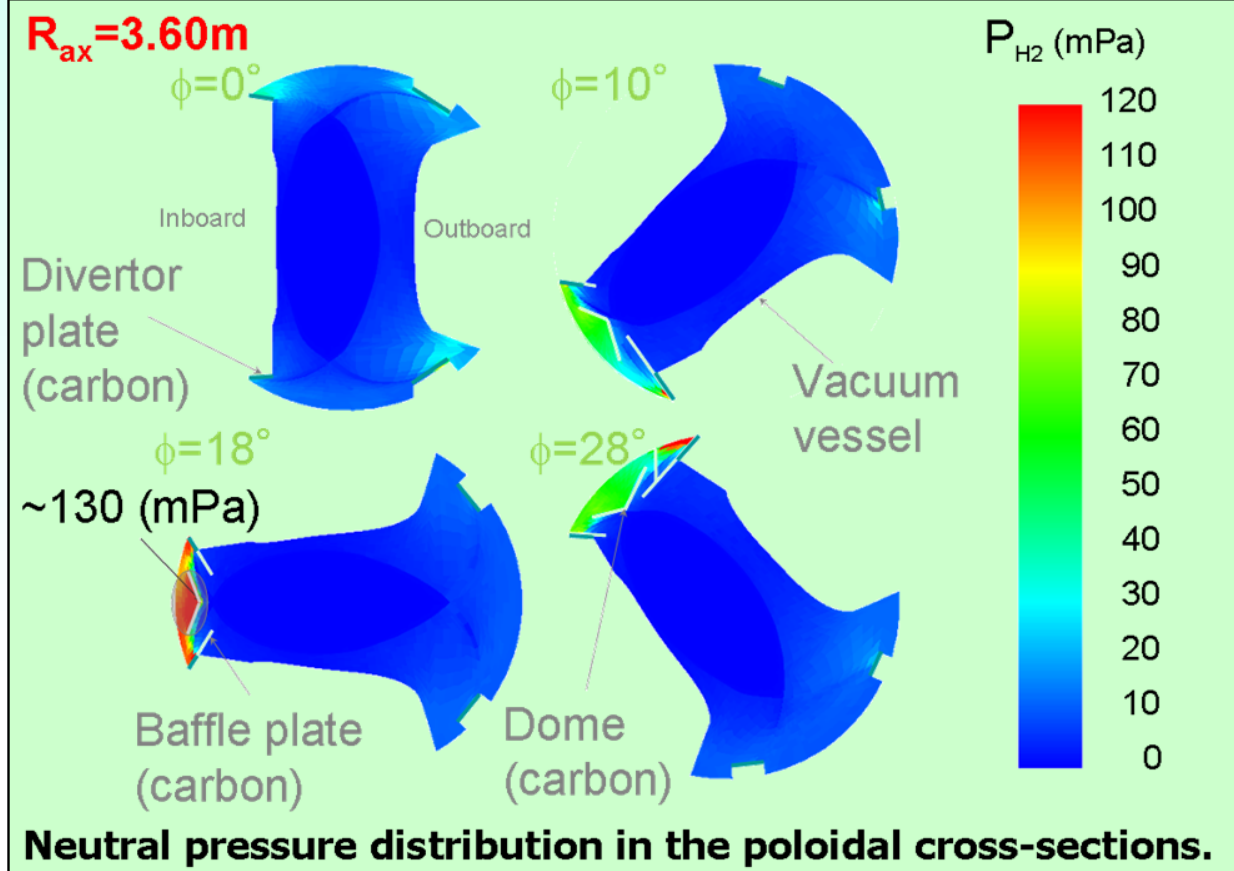 R_ax=3.60m
P_H2 (mPa)
ϕ=0°
ϕ=10°
Inboard
Outboard
Divertor
plate
(carbon)
Vacuum
vessel
ϕ=18°
ϕ=28°
~130 (mPa)
Baffle plate
(carbon)
Dome
(carbon)
120
110
100
90
80
70
60
50
40
30
20
10
0
Neutral pressure distribution in the poloidal cross-sections.